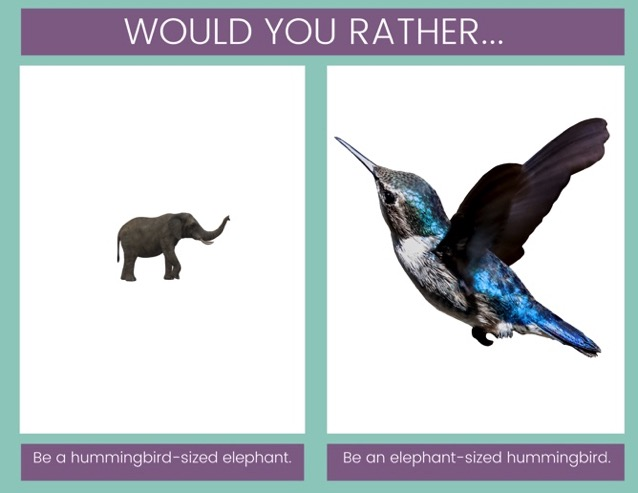 WOULD YOU RATHER...
Be a hummingbird-sized elephant.
Be an elephant-sized hummingbird.